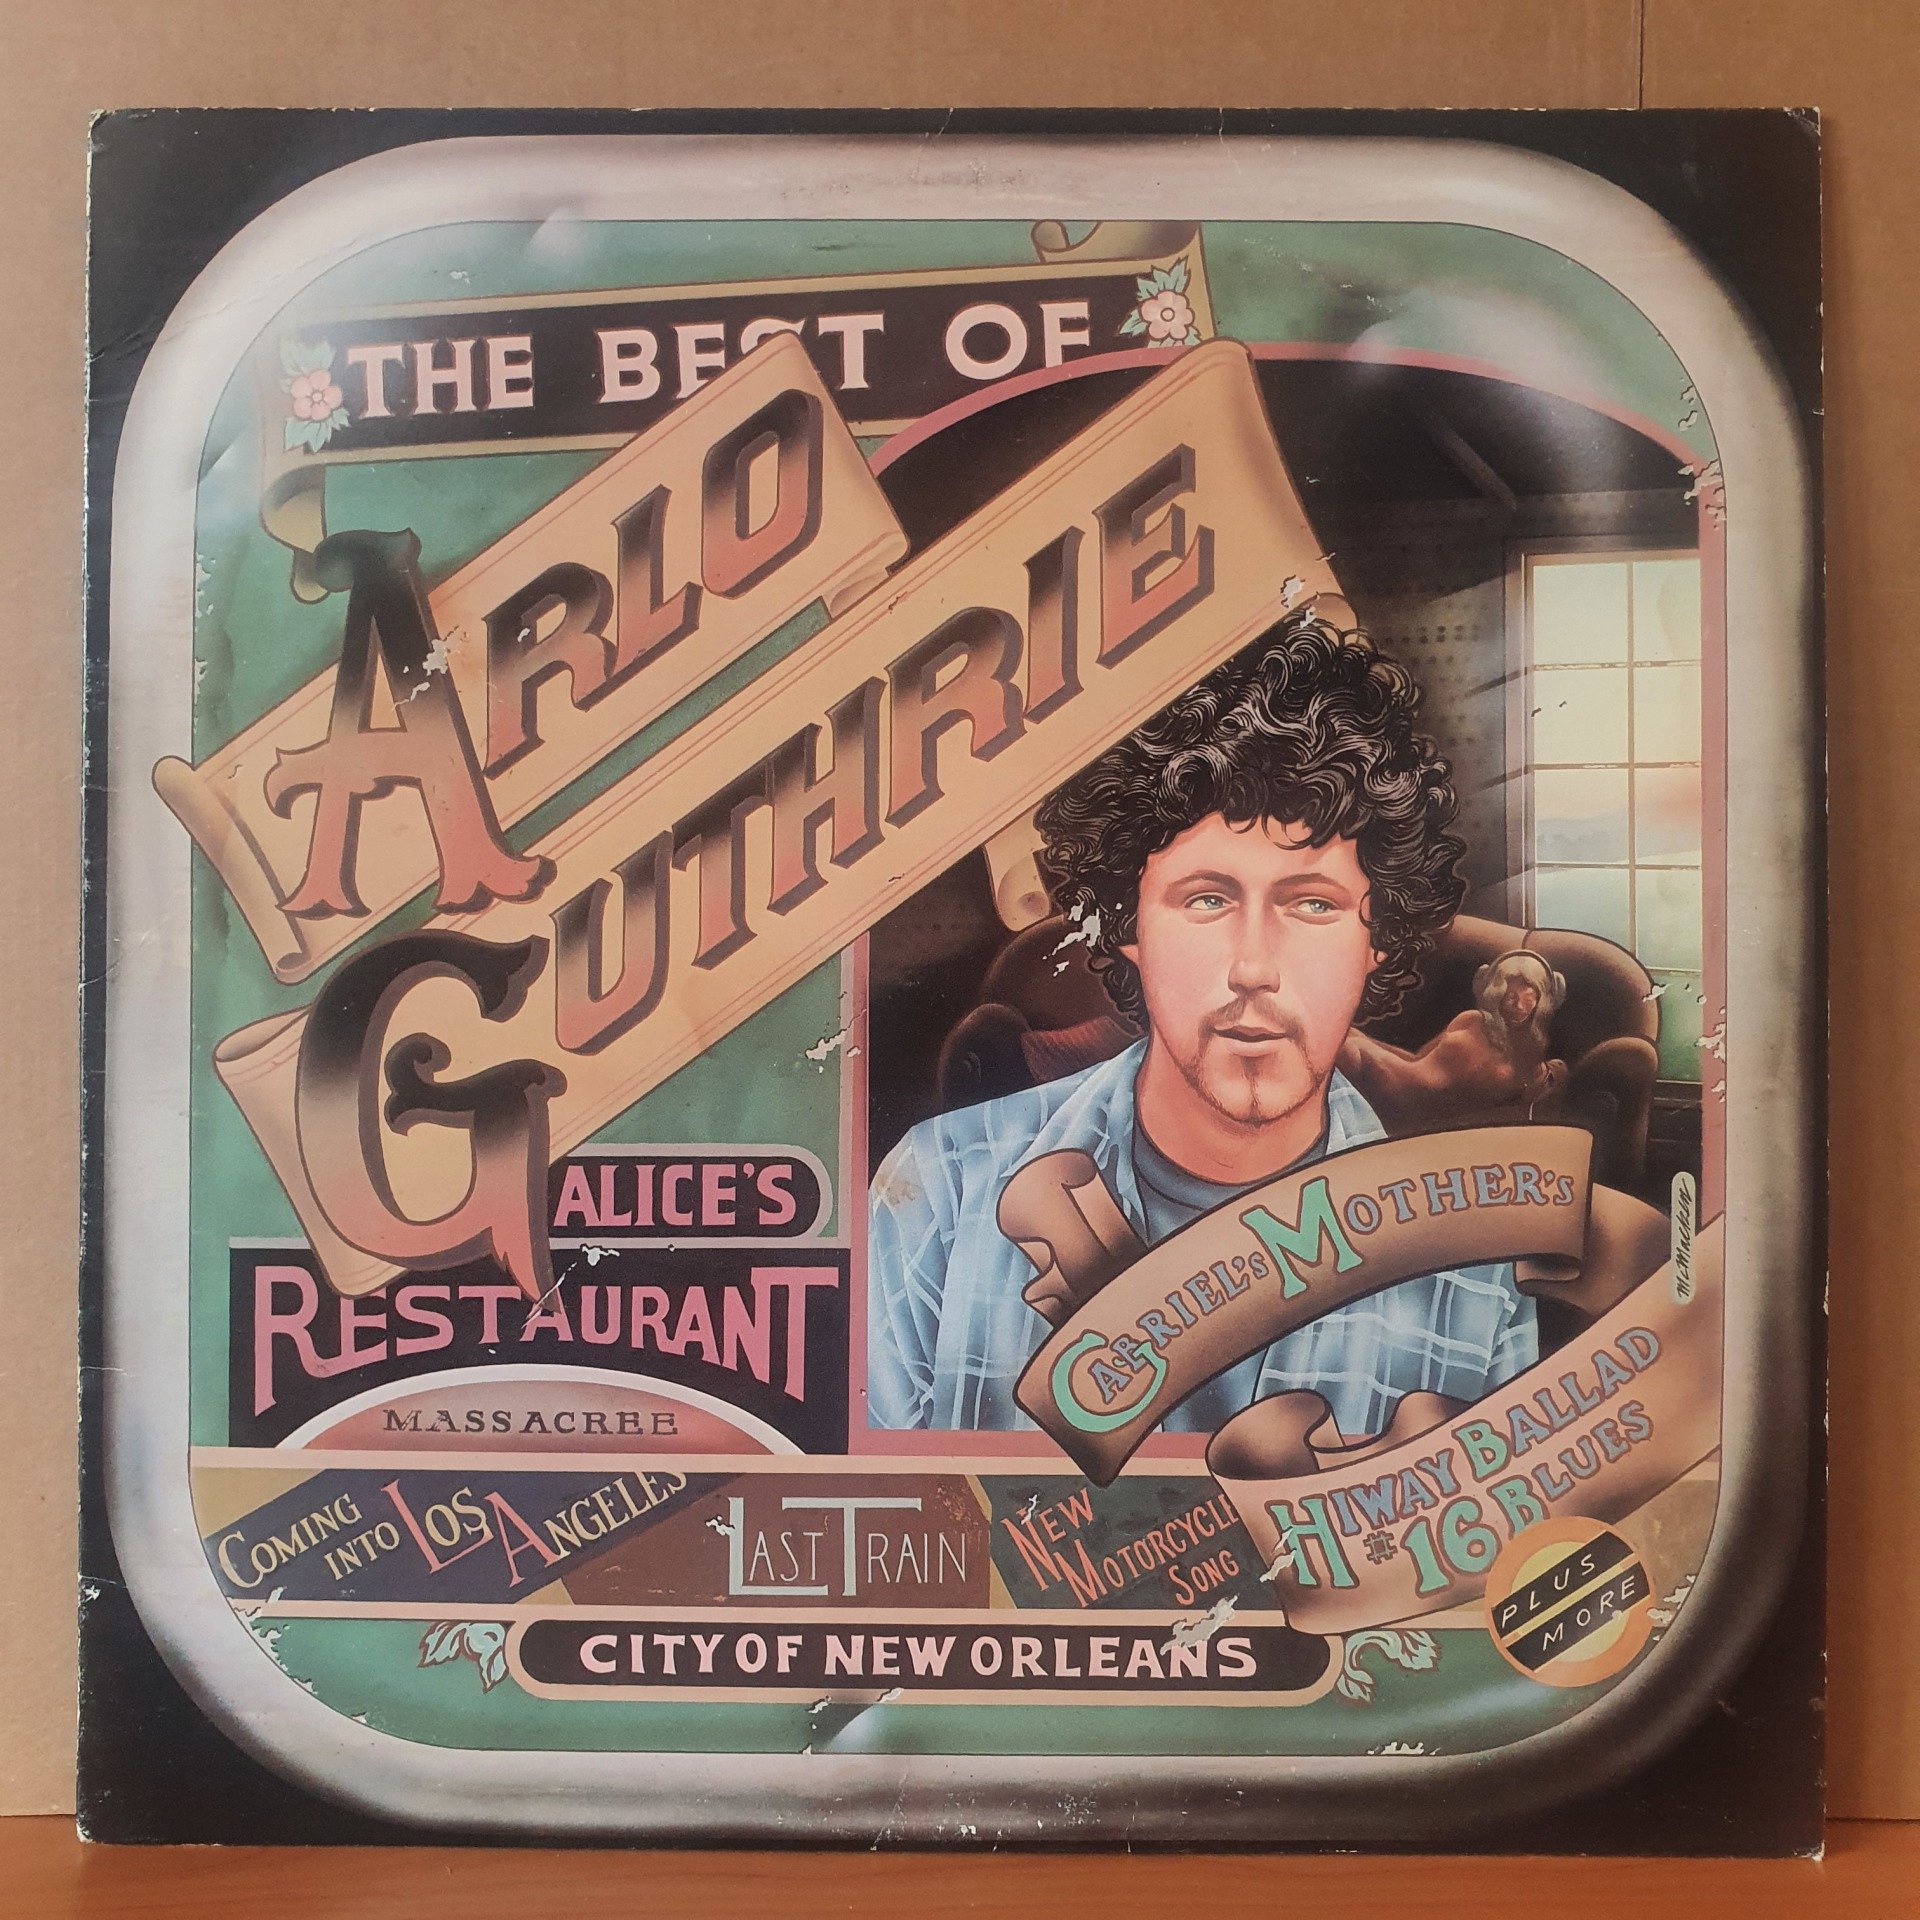 THE BEST OF
ARLO
GUTHRIE
ALICE'S
RESTAURANT
MASSACREE
GABRIEL'S MOTHER'S
HIWAY BALLAD
#16 BLUES
COMING
INTO LOS ANGELES
LAST TRAIN
NEW
MOTORCYCLE
SONG
PLUS
MORE
CITY OF NEW ORLEANS